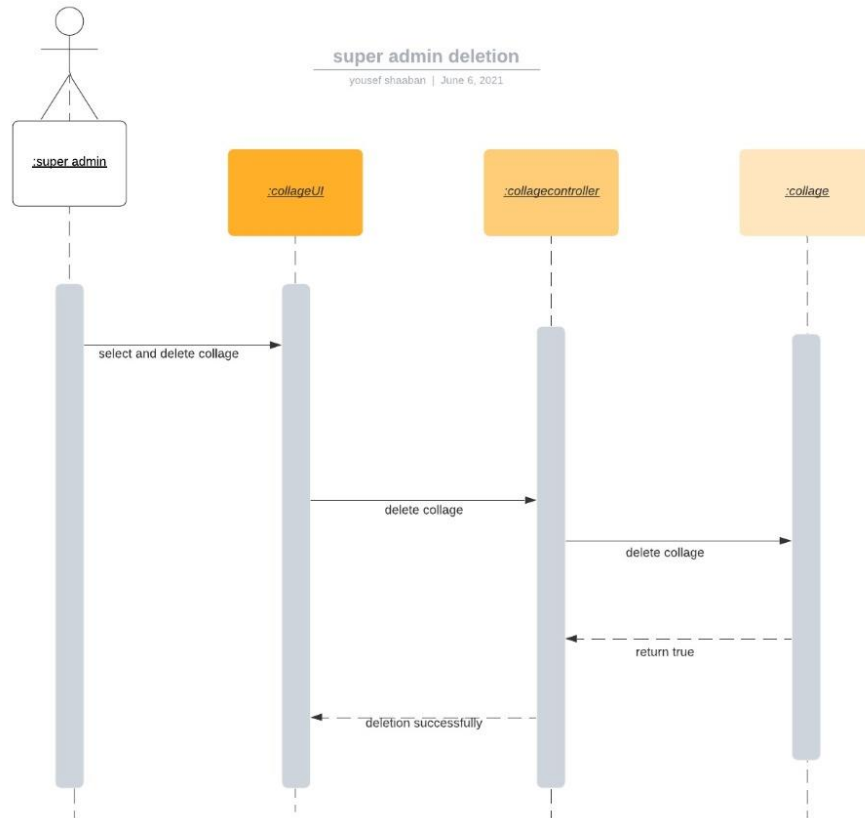 super admin deletion
yousef shaaban | June 6, 2021
:super admin
:collageUI
:collagecontroller
:collage
select and delete collage
delete collage
delete collage
return true
deletion successfully